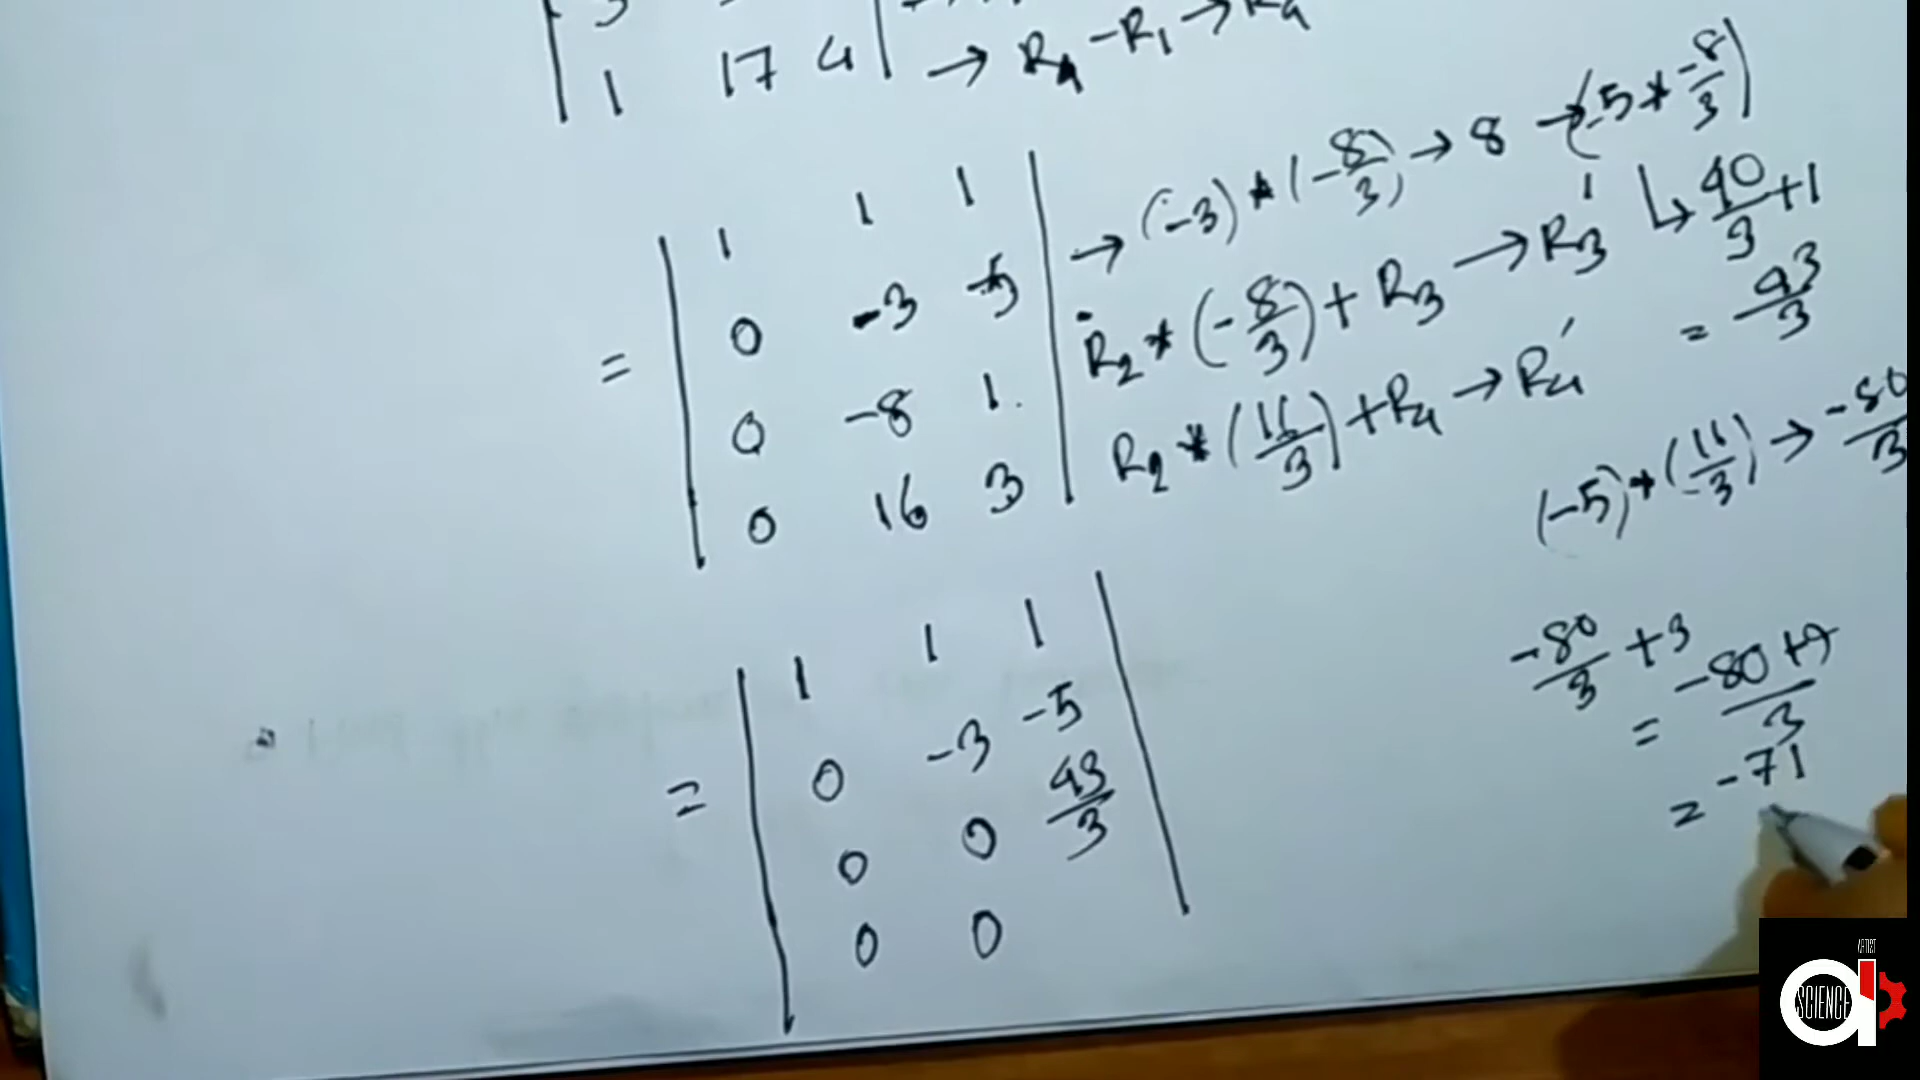 1 17 4 → R4 - R1 → R4
→ (-3) * (-8/3) → 8 → (-5 * -8/3)
1 1 1
0 -3 -5
R2 * (-8/3) + R3 → R3'
↳ 40/3 + 1
= 43/3
= 0 -8 1
R2 * (16/3) + R4 → R4'
0 16 3
(-5) * (16/3) → -80/3
1 1 1
0 -3 -5
= 0 0 43/3
0 0
-80/3 + 3
= -80+9/3
= -71
ARTIST
SCIENCE